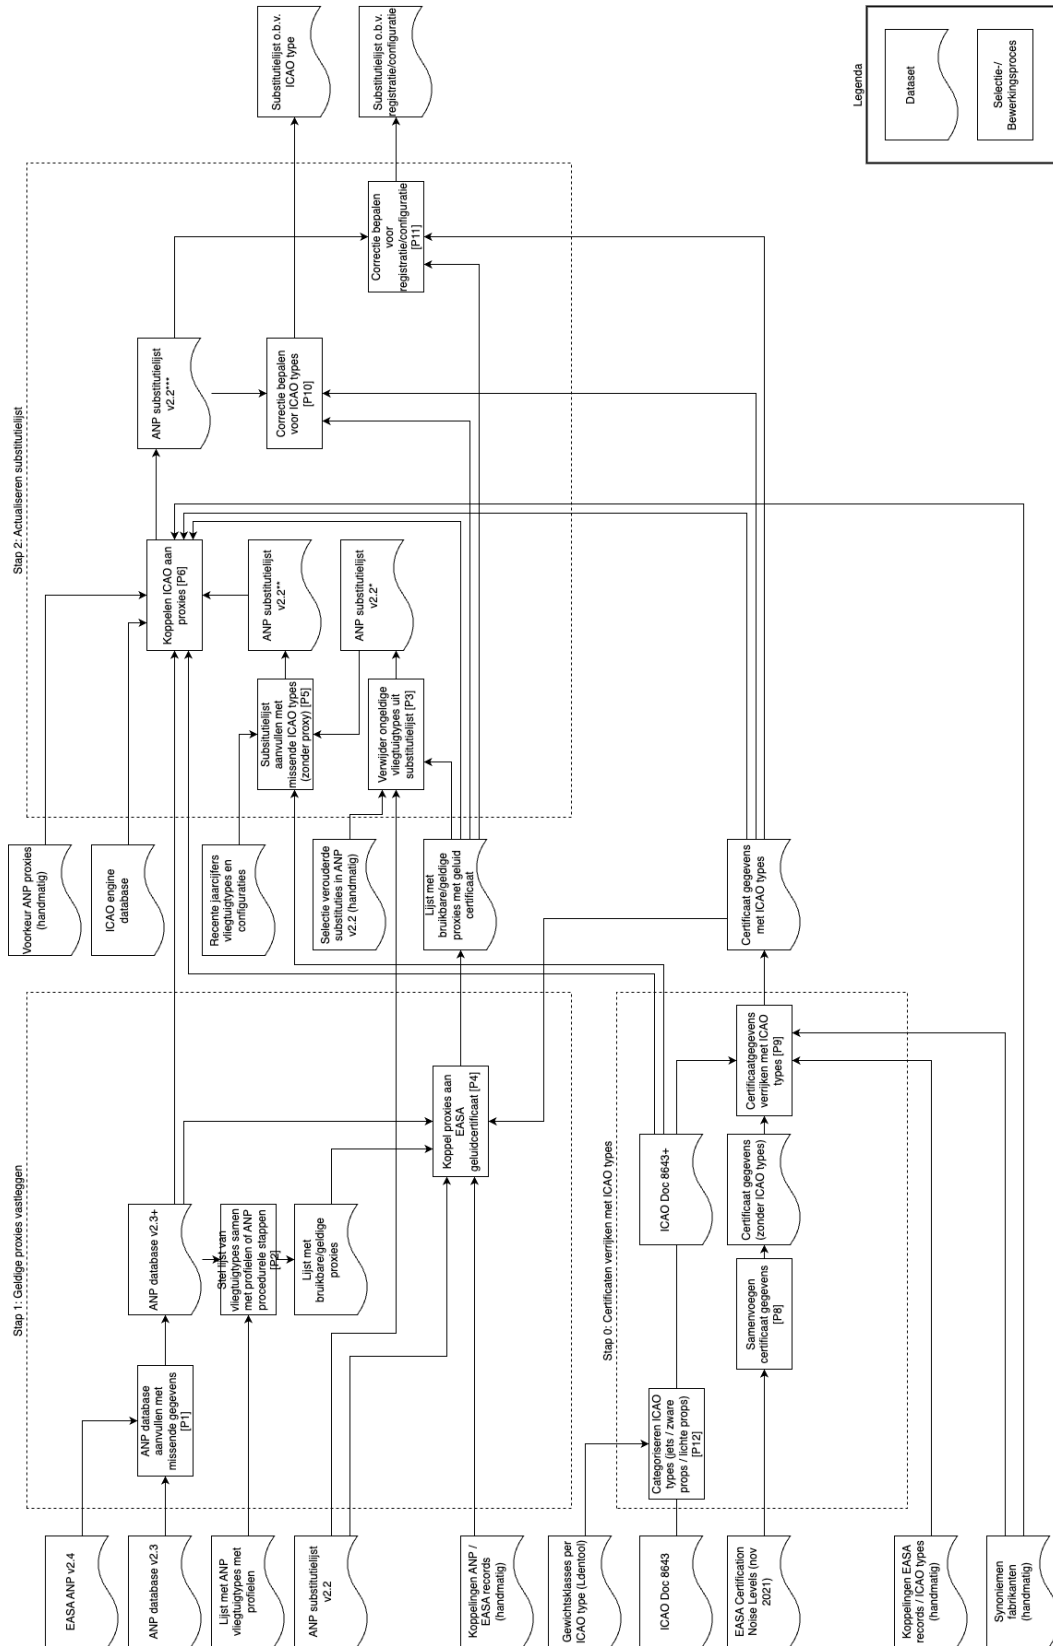 Stap 1: Geldige proxies vastleggen
Stap 2: Actualiseren substitutielijst
Stap 0: Certificaten verrijken met ICAO types
EASA ANP v2.4
ANP database v2.3
Lijst met ANP
vliegtuigtypes met
profielen
ANP substitutielijst
v2.2
Koppelingen ANP /
EASA records
(handmatig)
Gewichtsklasses per
ICAO type (Ldentool)
ICAO Doc 8643
EASA Certification
Noise Levels (nov
2021)
Koppelingen EASA
records / ICAO types
(handmatig)
Synoniemen
fabrikanten
(handmatig)
ANP database
aanvullen met
missende gegevens
[P1]
ANP database v2.3+
Stel lijst van
vliegtuigtypes samen
met profielen of ANP
procedurele stappen
[P2]
Lijst met
bruikbare/geldige
proxies
Koppel proxies aan
EASA
geluidcertificaat [P4]
Categoriseren ICAO
types (jets / zware
props / lichte props)
[P12]
ICAO Doc 8643+
Samenvoegen
certificaat gegevens
[P8]
Certificaat gegevens
(zonder ICAO types)
Certificaatgegevens
verrijken met ICAO
types [P9]
Voorkeur ANP proxies
(handmatig)
ICAO engine
database
Recente jaarcijfers
vliegtuigtypes en
configuraties
Selectie verouderde
substituties in ANP
v2.2 (handmatig)
Lijst met
bruikbare/geldige
proxies met geluid
certificaat
Certificaat gegevens
met ICAO types
Koppelen ICAO aan
proxies [P6]
Subsitutielijst
aanvullen met
missende ICAO types
(zonder proxy) [P5]
ANP substitutielijst
v2.2**
Verwijder ongeldige
vliegtuigtypes uit
substitutielijst [P3]
ANP substitutielijst
v2.2*
ANP substitutielijst
v2.2***
Correctie bepalen
voor ICAO types
[P10]
Correctie bepalen
voor
registratie/configuratie
[P11]
Substitutielijst o.b.v.
ICAO type
Substitutielijst o.b.v.
registratie/configuratie
Legenda
Dataset
Selectie-/
Bewerkingsproces